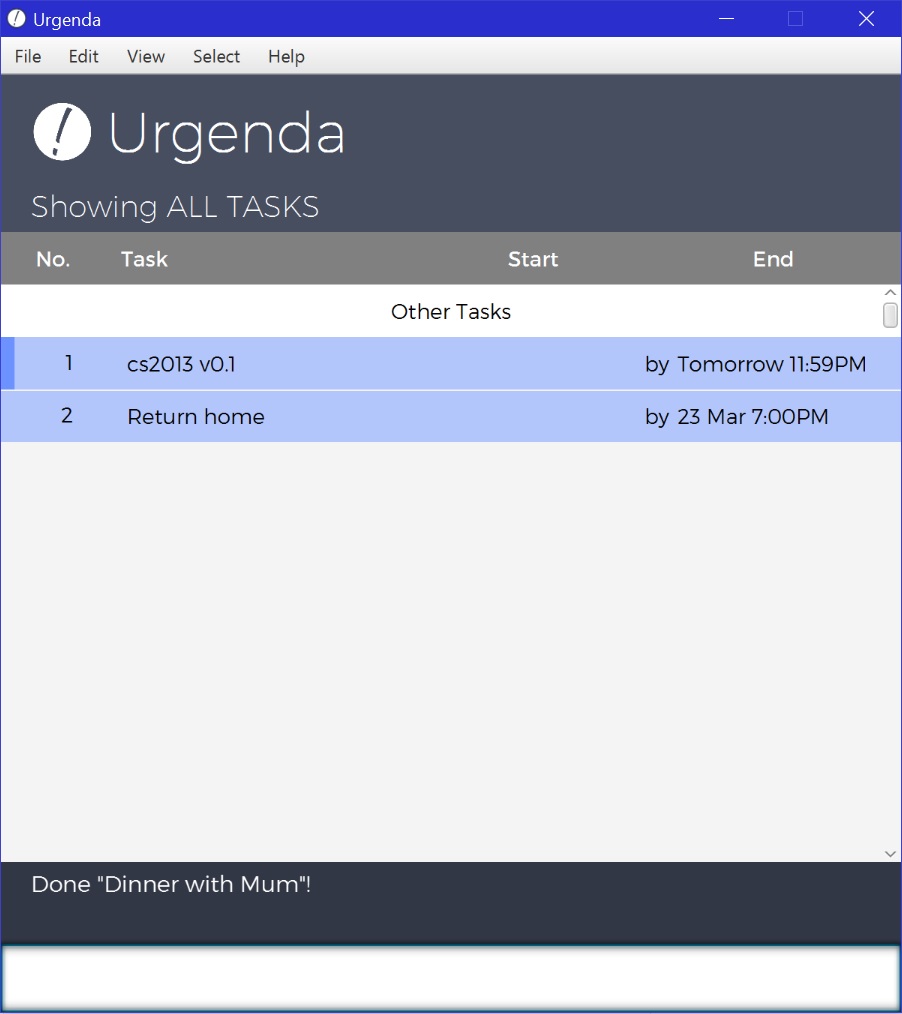 Urgenda
File Edit View Select Help
Urgenda
Showing ALL TASKS
No. Task Start End
Other Tasks
1 cs2013 v0.1 by Tomorrow 11:59PM
2 Return home by 23 Mar 7:00PM
Done "Dinner with Mum"!